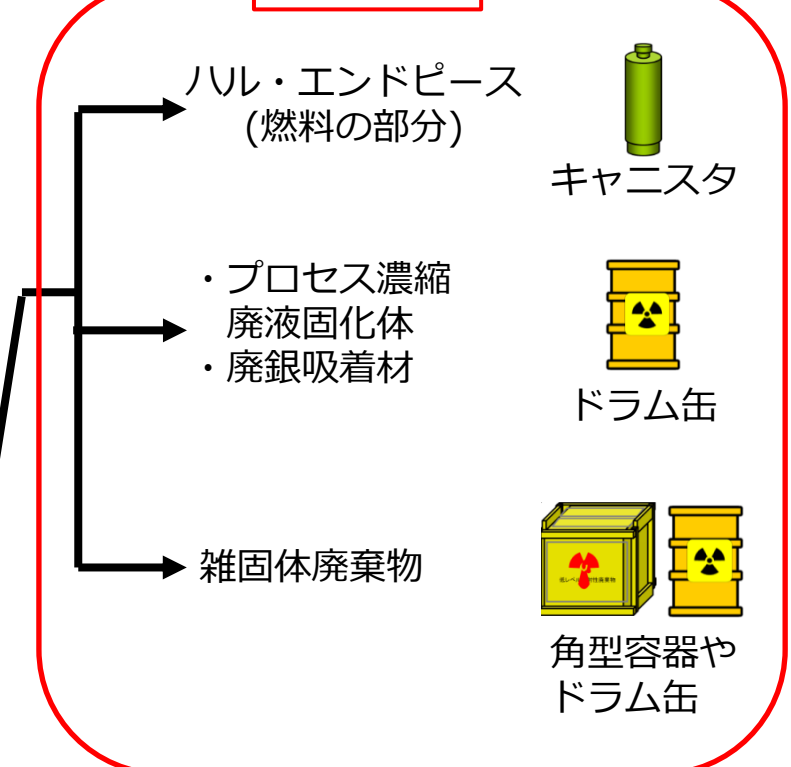 ハル・エンドピース
(燃料の部分)
キャニスタ
・プロセス濃縮
廃液固化体
・廃銀吸着材
ドラム缶
雑固体廃棄物
角型容器や
ドラム缶